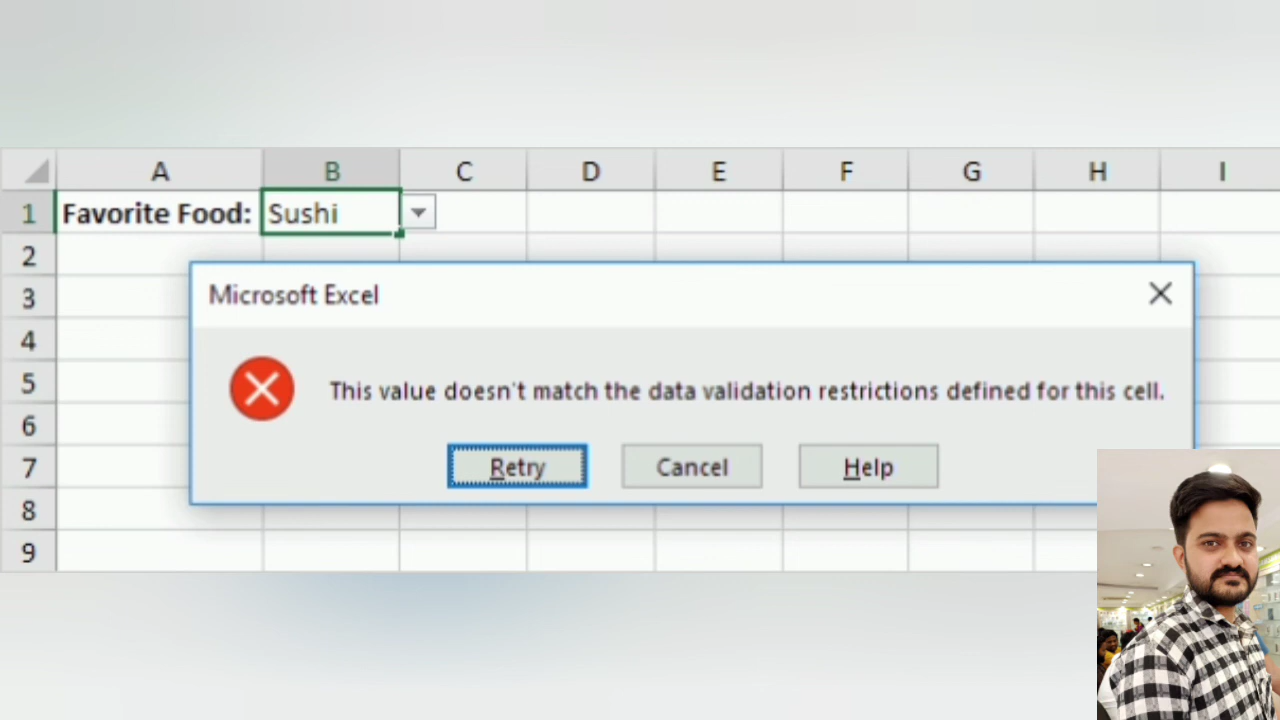 A B C D E F G H I
1 Favorite Food: Sushi
2
3
4
5
6
7
8
9
Microsoft Excel
This value doesn't match the data validation restrictions defined for this cell.
Retry Cancel Help